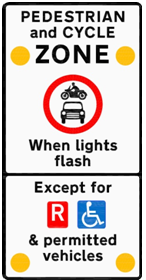 PEDESTRIAN
and CYCLE
ZONE
When lights
flash
Except for
R
& permitted
vehicles